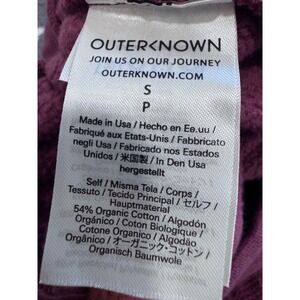 OUTERKNOWN
JOIN US ON OUR JOURNEY
OUTERKNOWN.COM
S
P
Made in Usa / Hecho en Ee.uu /
Fabriqué aux Etats-Unis / Fabbricato
negli Usa / Fabricado nos Estados
Unidos / 米国製 / In Den Usa
hergestellt
Self / Misma Tela / Corps /
Tessuto / Tecido Principal / セルフ /
Hauptmaterial
54% Organic Cotton / Algodón
Orgánico / Coton Biologique /
Cotone Organico / Algodão
Orgânico / オーガニック・コットン /
Organisch Baumwole